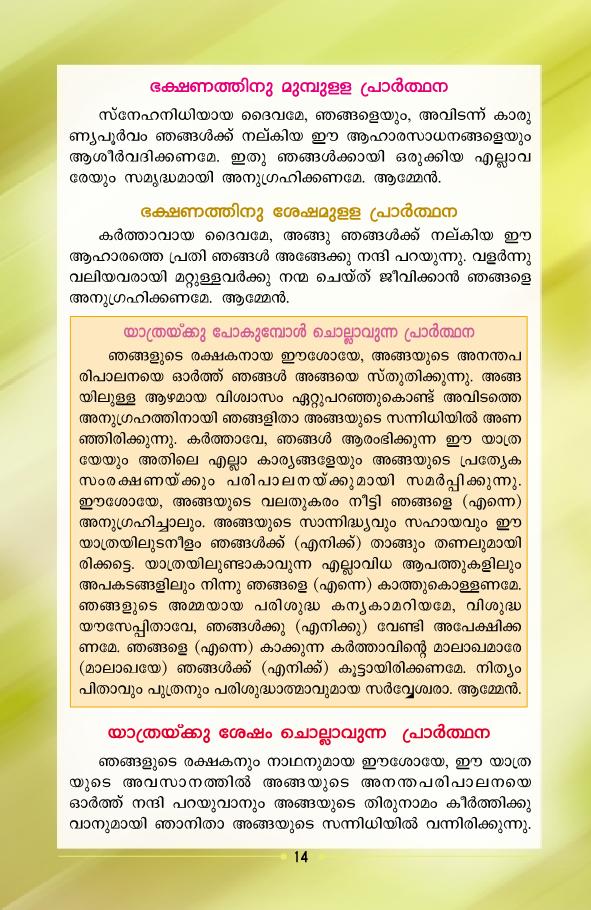 ഭക്ഷണത്തിനു മുമ്പുളള പ്രാർത്ഥന
സ്നേഹനിധിയായ ദൈവമേ, ഞങ്ങളെയും, അവിടന്ന് കാരു
ണ്യപൂർവം ഞങ്ങൾക്ക് നല്കിയ ഈ ആഹാരസാധനങ്ങളെയും
ആശീർവദിക്കണമേ. ഇതു ഞങ്ങൾക്കായി ഒരുക്കിയ എല്ലാവ
രേയും സമൃദ്ധമായി അനുഗ്രഹിക്കണമേ. ആമ്മേൻ.
ഭക്ഷണത്തിനു ശേഷമുളള പ്രാർത്ഥന
കർത്താവായ ദൈവമേ, അങ്ങു ഞങ്ങൾക്ക് നല്കിയ ഈ
ആഹാരത്തെ പ്രതി ഞങ്ങൾ അങ്ങേക്കു നന്ദി പറയുന്നു. വളർന്നു
വലിയവരായി മറ്റുള്ളവർക്കു നന്മ ചെയ്ത് ജീവിക്കാൻ ഞങ്ങളെ
അനുഗ്രഹിക്കണമേ. ആമ്മേൻ.
യാത്രയ്ക്കു പോകുമ്പോൾ ചൊല്ലാവുന്ന പ്രാർത്ഥന
ഞങ്ങളുടെ രക്ഷകനായ ഈശോയേ, അങ്ങയുടെ അനന്തപ
രിപാലനയെ ഓർത്ത് ഞങ്ങൾ അങ്ങയെ സ്തുതിക്കുന്നു. അങ്ങ
യിലുള്ള ആഴമായ വിശ്വാസം ഏറ്റുപറഞ്ഞുകൊണ്ട് അവിടത്തെ
അനുഗ്രഹത്തിനായി ഞങ്ങളിതാ അങ്ങയുടെ സന്നിധിയിൽ അണ
ഞ്ഞിരിക്കുന്നു. കർത്താവേ, ഞങ്ങൾ ആരംഭിക്കുന്ന ഈ യാത്ര
യേയും അതിലെ എല്ലാ കാര്യങ്ങളേയും അങ്ങയുടെ പ്രത്യേക
സംരക്ഷണയ്ക്കും പരിപാലനയ്ക്കുമായി സമർപ്പിക്കുന്നു.
ഈശോയേ, അങ്ങയുടെ വലതുകരം നീട്ടി ഞങ്ങളെ (എന്നെ)
അനുഗ്രഹിച്ചാലും. അങ്ങയുടെ സാന്നിദ്ധ്യവും സഹായവും ഈ
യാത്രയിലുടനീളം ഞങ്ങൾക്ക് (എനിക്ക്) താങ്ങും തണലുമായി
രിക്കട്ടെ. യാത്രയിലുണ്ടാകാവുന്ന എല്ലാവിധ ആപത്തുകളിലും
അപകടങ്ങളിലും നിന്നു ഞങ്ങളെ (എന്നെ) കാത്തുകൊള്ളണമേ.
ഞങ്ങളുടെ അമ്മയായ പരിശുദ്ധ കന്യകാമറിയമേ, വിശുദ്ധ
യൗസേപ്പിതാവേ, ഞങ്ങൾക്കു (എനിക്കു) വേണ്ടി അപേക്ഷിക്ക
ണമേ. ഞങ്ങളെ (എന്നെ) കാക്കുന്ന കർത്താവിന്റെ മാലാഖമാരേ
(മാലാഖയേ) ഞങ്ങൾക്ക് (എനിക്ക്) കൂട്ടായിരിക്കണമേ. നിത്യം
പിതാവും പുത്രനും പരിശുദ്ധാത്മാവുമായ സർവ്വേശ്വരാ. ആമ്മേൻ.
യാത്രയ്ക്കു ശേഷം ചൊല്ലാവുന്ന പ്രാർത്ഥന
ഞങ്ങളുടെ രക്ഷകനും നാഥനുമായ ഈശോയേ, ഈ യാത്ര
യുടെ അവസാനത്തിൽ അങ്ങയുടെ അനന്തപരിപാലനയെ
ഓർത്ത് നന്ദി പറയുവാനും അങ്ങയുടെ തിരുനാമം കീർത്തിക്കു
വാനുമായി ഞാനിതാ അങ്ങയുടെ സന്നിധിയിൽ വന്നിരിക്കുന്നു.
14